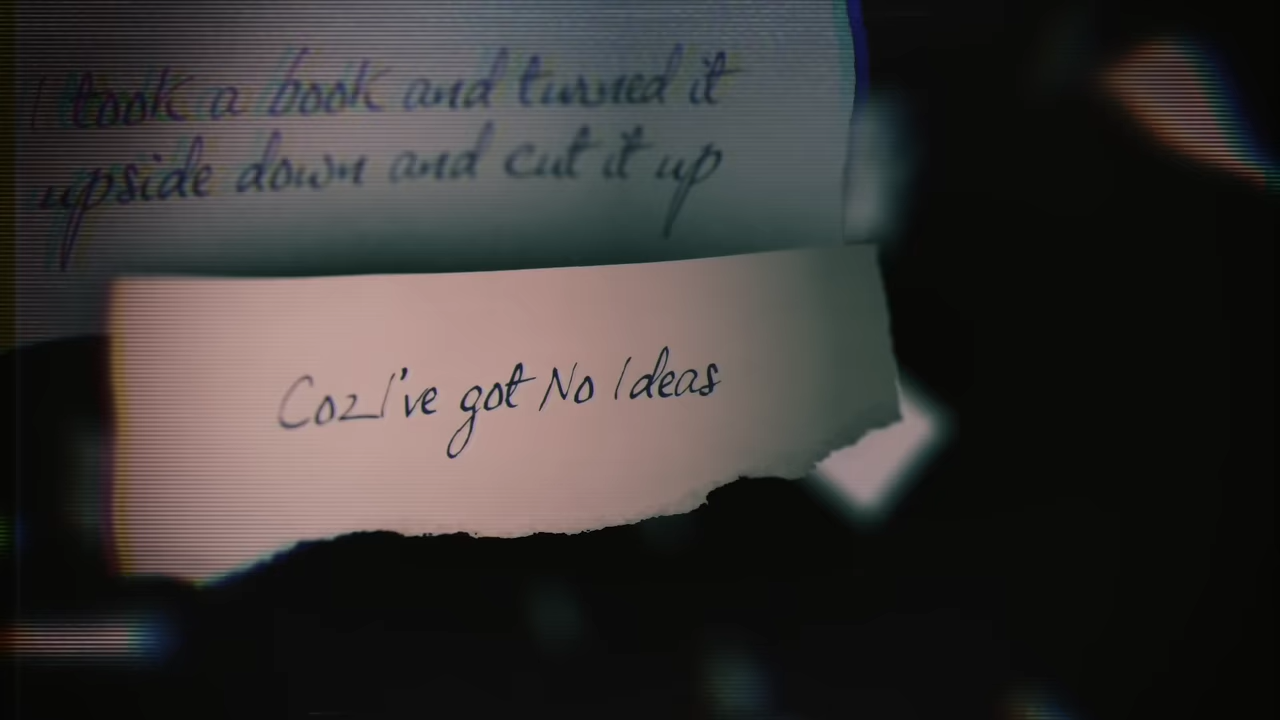 I took a book and turned it
upside down and cut it up
Coz I've got No Ideas